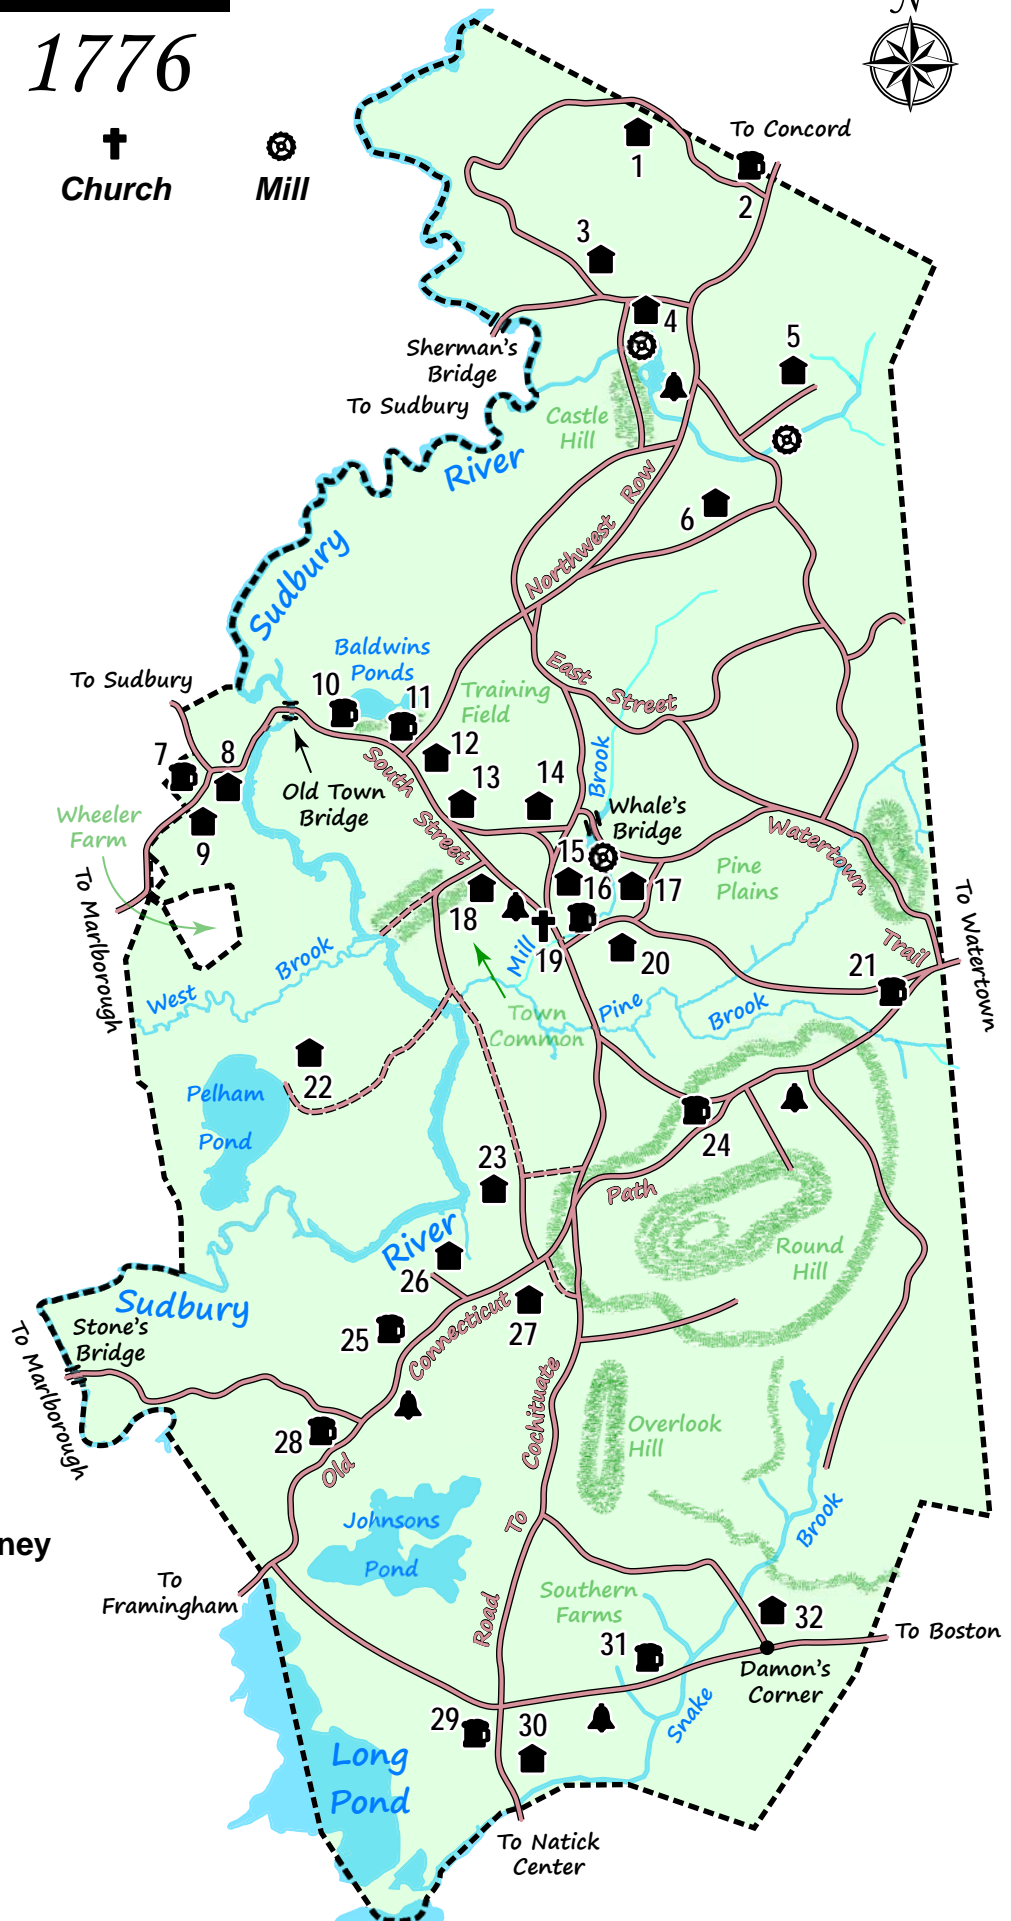 N
1776
Church
Mill
To Concord
1
2
3
4
5
Sherman's
Bridge
To Sudbury
Castle
Hill
River
Northwest Row
6
Sudbury
Baldwins
Ponds
To Sudbury
10
11
Training
Field
East Street
7
8
12
13
14
Old Town
Bridge
South Street
Brook
Whale's
Bridge
Wheeler
Farm
9
15
16
17
Pine
Plains
Watertown Trail
To Marlborough
18
19
20
21
To Watertown
West Brook
Mill
Town
Common
Pine Brook
22
Pelham
Pond
23
24
Path
River
Round
Hill
26
Sudbury
25
27
Connecticut
Stone's
Bridge
To Marlborough
28
Old
Cochituate
Overlook
Hill
Johnsons
Pond
To
Brook
ney
To
Framingham
Southern
Farms
Road
32
To Boston
31
Damon's
Corner
Snake
29
30
Long
Pond
To Natick
Center